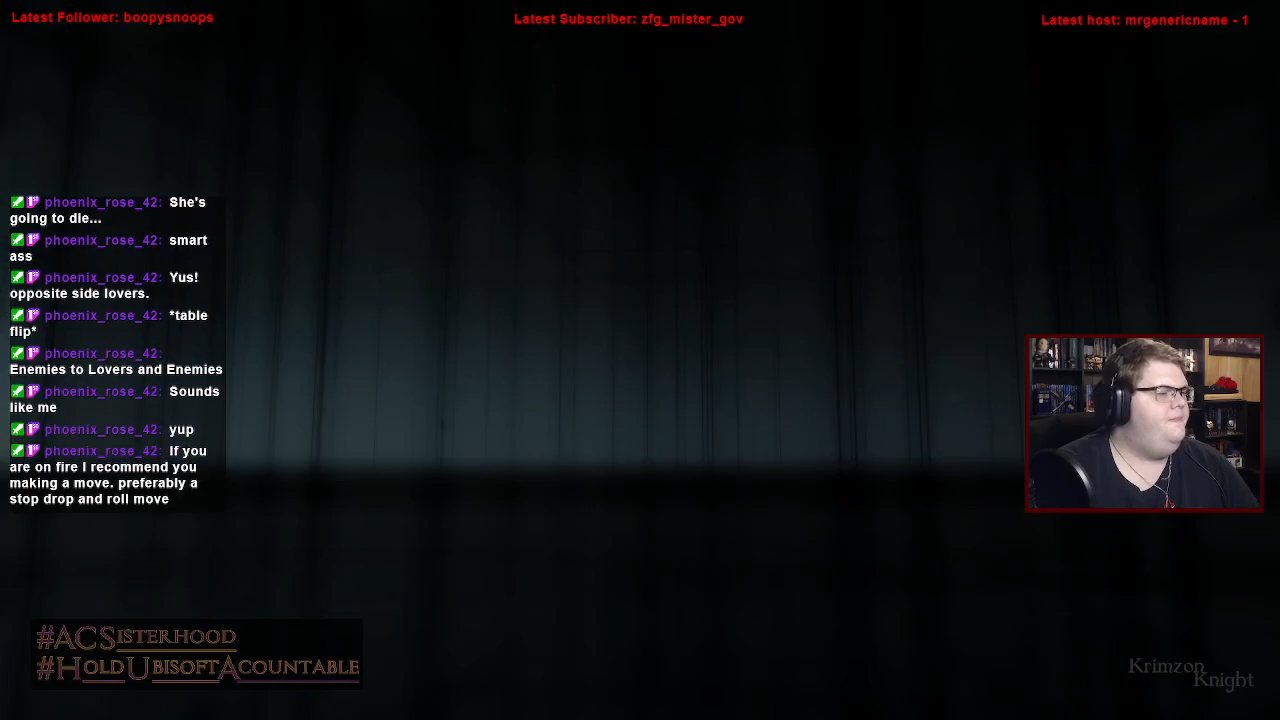 Latest Follower: boopysnoops
Latest Subscriber: zfg_mister_gov
Latest host: mrgenericname - 1
phoenix_rose_42: She's
going to die...
phoenix_rose_42: smart
ass
phoenix_rose_42: Yus!
opposite side lovers.
phoenix_rose_42: *table
flip*
phoenix_rose_42:
Enemies to Lovers and Enemies
phoenix_rose_42: Sounds
like me
phoenix_rose_42: yup
phoenix_rose_42: If you
are on fire I recommend you
making a move. preferably a
stop drop and roll move
#ACSisterhood
#HoldUbisoftAcountable
Krimzon
Knight